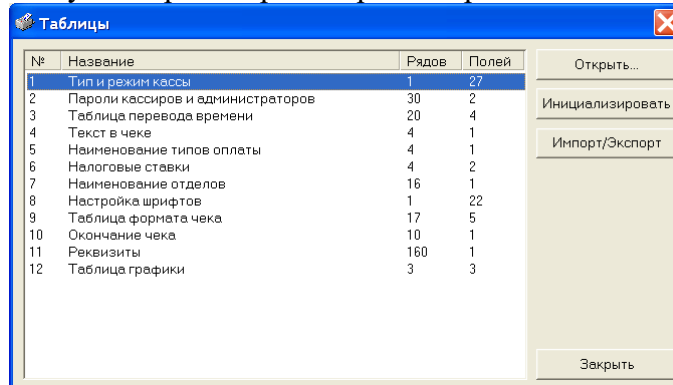 Таблицы
№ Название Рядов Полей
1 Тип и режим кассы 1 27
2 Пароли кассиров и администраторов 30 2
3 Таблица перевода времени 20 4
4 Текст в чеке 4 1
5 Наименование типов оплаты 4 1
6 Налоговые ставки 4 2
7 Наименование отделов 16 1
8 Настройка шрифтов 1 22
9 Таблица формата чека 17 5
10 Окончание чека 10 1
11 Реквизиты 160 1
12 Таблица графики 3 3
Открыть...
Инициализировать
Импорт/Экспорт
Закрыть